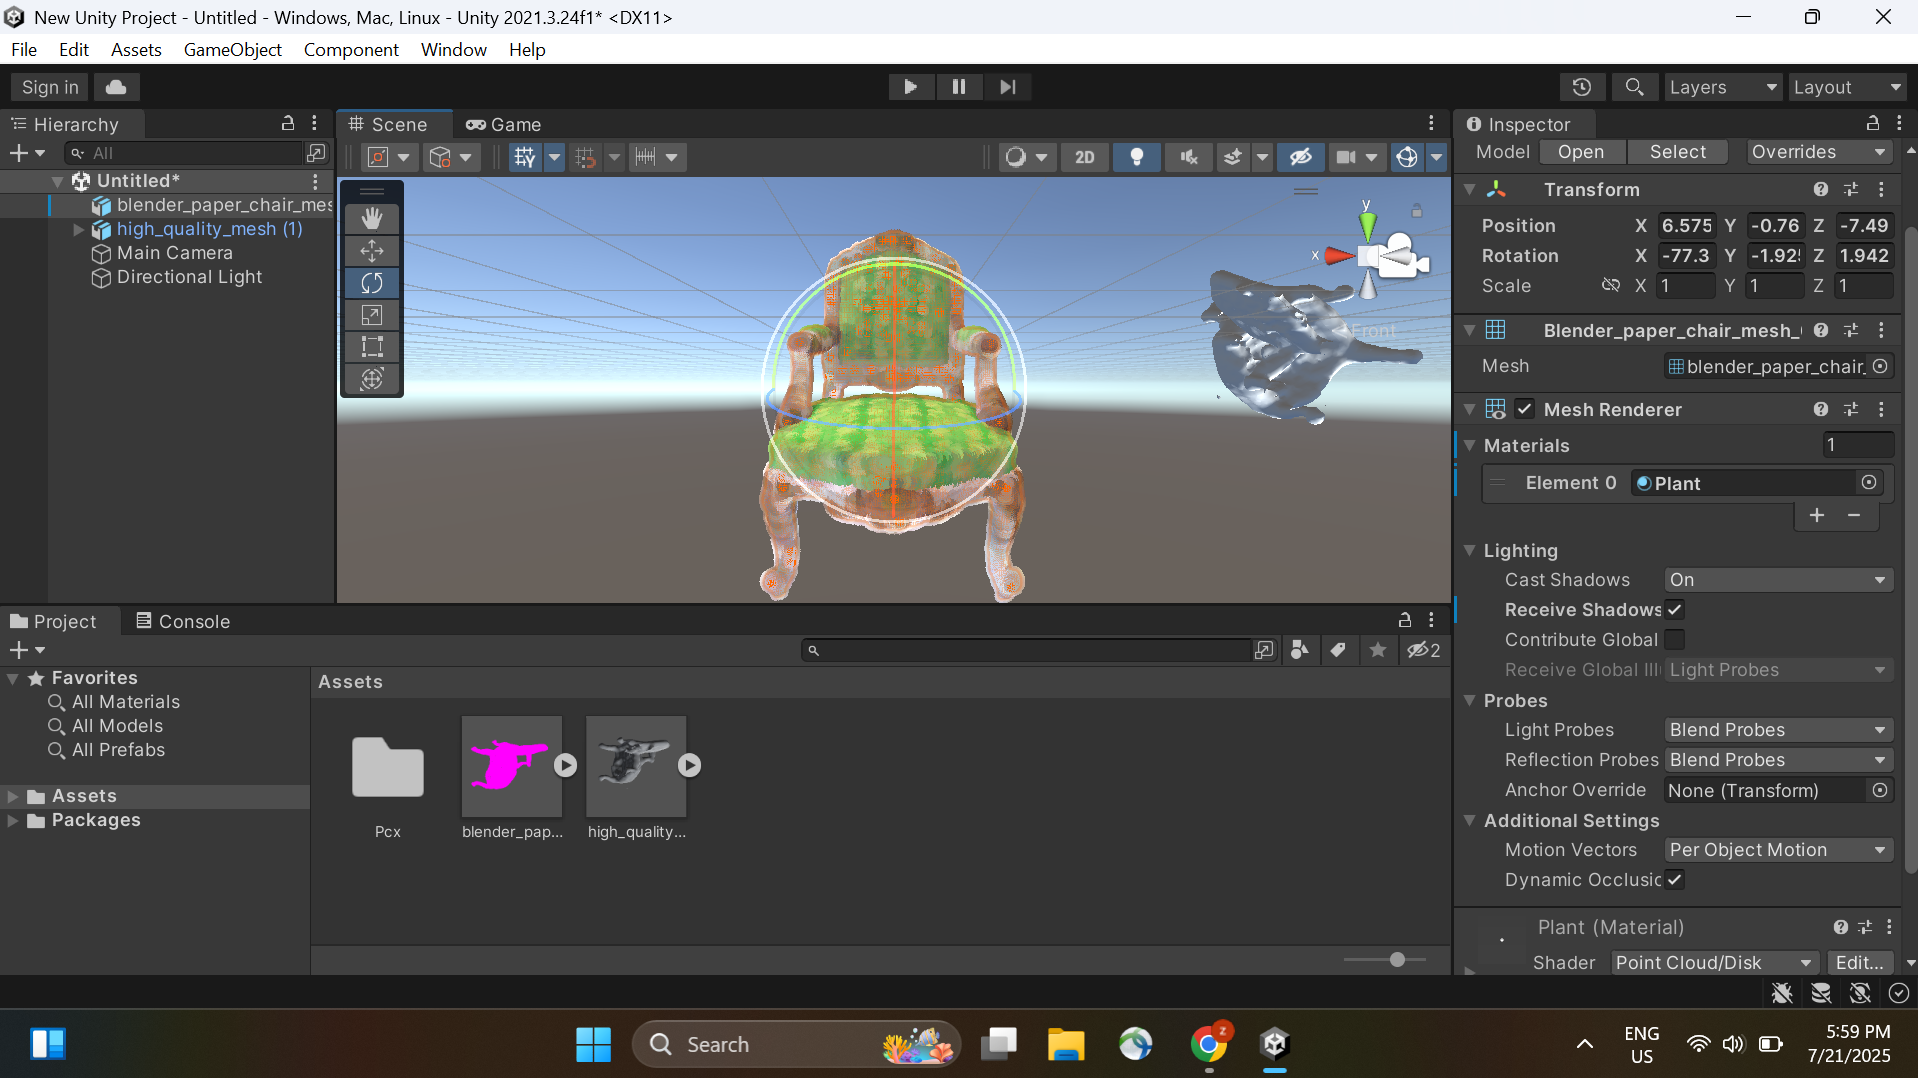 New Unity Project - Untitled - Windows, Mac, Linux - Unity 2021.3.24f1* <DX11>
File Edit Assets GameObject Component Window Help
Sign in
Layers
Layout
Hierarchy
All
Untitled*
blender_paper_chair_mes
high_quality_mesh (1)
Main Camera
Directional Light
Scene
Game
2D
y
x
Front
Inspector
Model Open Select Overrides
Transform
Position X 6.575 Y -0.76 Z -7.49
Rotation X -77.3 Y -1.92 Z 1.942
Scale X 1 Y 1 Z 1
Blender_paper_chair_mesh_
Mesh blender_paper_chair_
Mesh Renderer
Materials 1
Element 0 Plant
Lighting
Cast Shadows On
Receive Shadows
Contribute Global
Receive Global Ill Light Probes
Probes
Light Probes Blend Probes
Reflection Probes Blend Probes
Anchor Override None (Transform)
Additional Settings
Motion Vectors Per Object Motion
Dynamic Occlusic
Plant (Material)
Shader Point Cloud/Disk Edit...
Project
Console
2
Favorites
All Materials
All Models
All Prefabs
Assets
Packages
Assets
Pcx
blender_pap...
high_quality...
Search
z
ENG
US
5:59 PM
7/21/2025